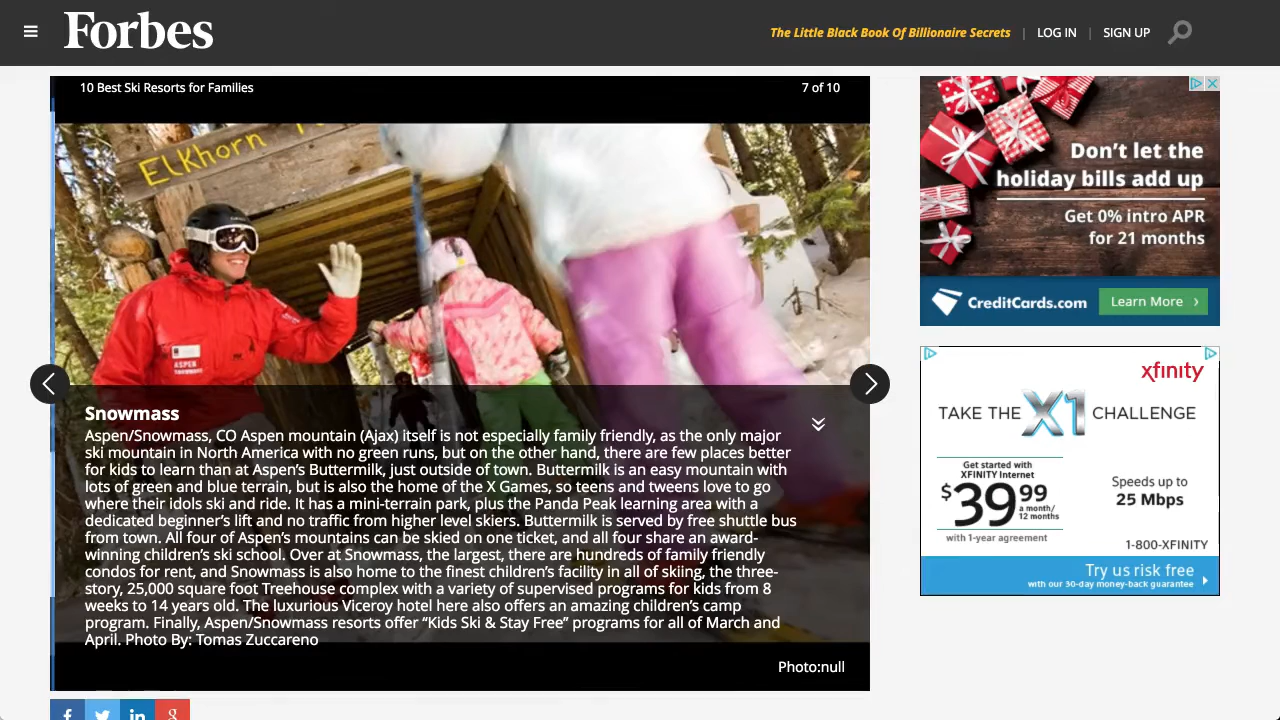 Forbes
The Little Black Book Of Billionaire Secrets | LOG IN | SIGN UP
10 Best Ski Resorts for Families
7 of 10
ELKhorn
ASPEN
Snowmass
Aspen/Snowmass, CO Aspen mountain (Ajax) itself is not especially family friendly, as the only major
ski mountain in North America with no green runs, but on the other hand, there are few places better
for kids to learn than at Aspen's Buttermilk, just outside of town. Buttermilk is an easy mountain with
lots of green and blue terrain, but is also the home of the X Games, so teens and tweens love to go
where their idols ski and ride. It has a mini-terrain park, plus the Panda Peak learning area with a
dedicated beginner's lift and no traffic from higher level skiers. Buttermilk is served by free shuttle bus
from town. All four of Aspen's mountains can be skied on one ticket, and all four share an award-
winning children's ski school. Over at Snowmass, the largest, there are hundreds of family friendly
condos for rent, and Snowmass is also home to the finest children's facility in all of skiing, the three-
story, 25,000 square foot Treehouse complex with a variety of supervised programs for kids from 8
weeks to 14 years old. The luxurious Viceroy hotel here also offers an amazing children's camp
program. Finally, Aspen/Snowmass resorts offer “Kids Ski & Stay Free” programs for all of March and
April. Photo By: Tomas Zuccareno
Photo:null
Don't let the
holiday bills add up
Get 0% intro APR
for 21 months
CreditCards.com
Learn More
xfinity
TAKE THE X1 CHALLENGE
Get started with
XFINITY Internet
$39.99
a month/
12 months
with 1-year agreement
Speeds up to
25 Mbps
1-800-XFINITY
Try us risk free
with our 30-day money-back guarantee